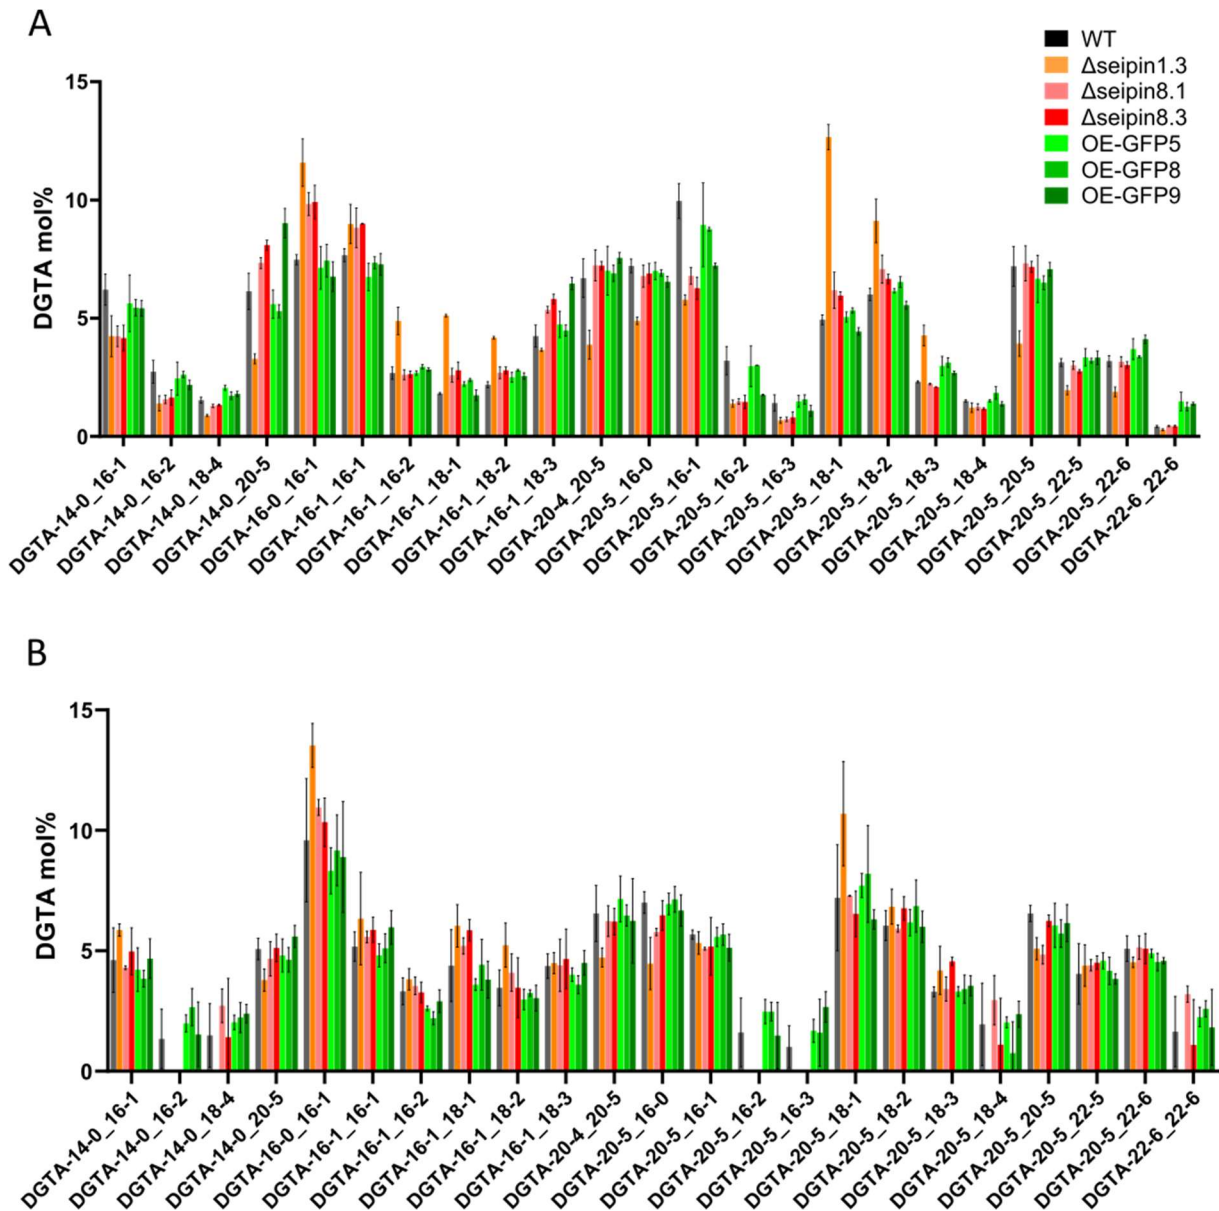 A
WT
Δseipin1.3
Δseipin8.1
Δseipin8.3
OE-GFP5
OE-GFP8
OE-GFP9
DGTA mol%
15
10
5
0
DGTA-14-0_16-1
DGTA-14-0_16-2
DGTA-14-0_18-4
DGTA-14-0_20-5
DGTA-16-0_16-1
DGTA-16-1_16-1
DGTA-16-1_16-2
DGTA-16-1_18-1
DGTA-16-1_18-2
DGTA-16-1_18-3
DGTA-20-4_20-5
DGTA-20-5_16-0
DGTA-20-5_16-1
DGTA-20-5_16-2
DGTA-20-5_16-3
DGTA-20-5_18-1
DGTA-20-5_18-2
DGTA-20-5_18-3
DGTA-20-5_18-4
DGTA-20-5_20-5
DGTA-20-5_22-5
DGTA-20-5_22-6
DGTA-22-6_22-6
B
DGTA mol%
15
10
5
0
DGTA-14-0_16-1
DGTA-14-0_16-2
DGTA-14-0_18-4
DGTA-14-0_20-5
DGTA-16-0_16-1
DGTA-16-1_16-1
DGTA-16-1_16-2
DGTA-16-1_18-1
DGTA-16-1_18-2
DGTA-16-1_18-3
DGTA-20-4_20-5
DGTA-20-5_16-0
DGTA-20-5_16-1
DGTA-20-5_16-2
DGTA-20-5_16-3
DGTA-20-5_18-1
DGTA-20-5_18-2
DGTA-20-5_18-3
DGTA-20-5_18-4
DGTA-20-5_20-5
DGTA-20-5_22-5
DGTA-20-5_22-6
DGTA-22-6_22-6